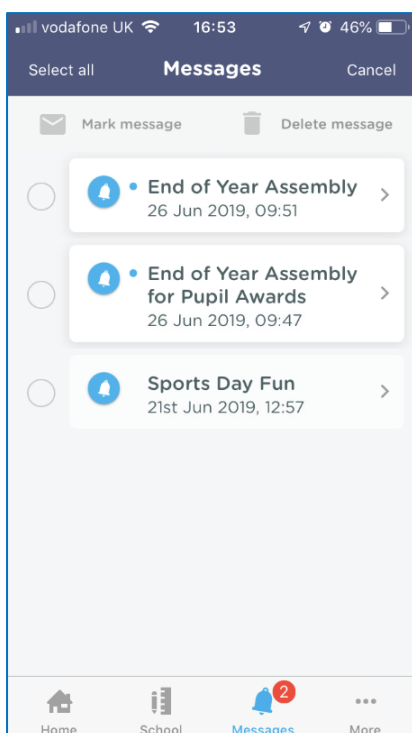 vodafone UK 16:53 46%
Select all Messages Cancel
Mark message Delete message
End of Year Assembly
26 Jun 2019, 09:51
End of Year Assembly
for Pupil Awards
26 Jun 2019, 09:47
Sports Day Fun
21st Jun 2019, 12:57
2
Home School Messages More